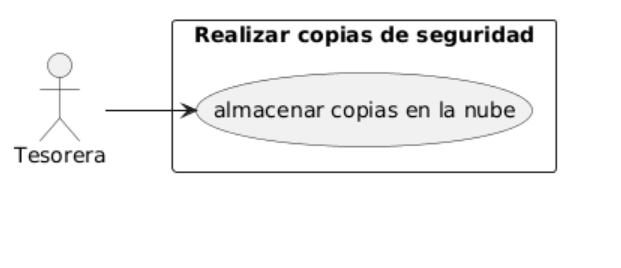 Realizar copias de seguridad
almacenar copias en la nube
Tesorera